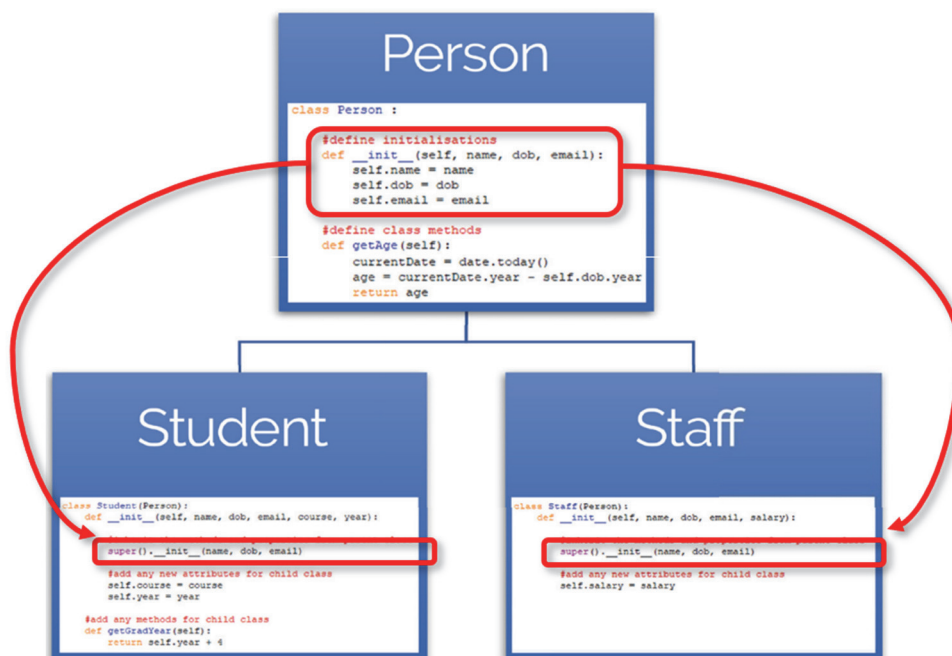 Person
class Person :
#define initialisations
def __init__(self, name, dob, email):
self.name = name
self.dob = dob
self.email = email
#define class methods
def getAge(self):
currentDate = date.today()
age = currentDate.year - self.dob.year
return age
Student
class Student(Person):
def __init__(self, name, dob, email, course, year):
super().__init__(name, dob, email)
#add any new attributes for child class
self.course = course
self.year = year
#add any methods for child class
def getGradYear(self):
return self.year + 4
Staff
class Staff(Person):
def __init__(self, name, dob, email, salary):
super().__init__(name, dob, email)
#add any new attributes for child class
self.salary = salary